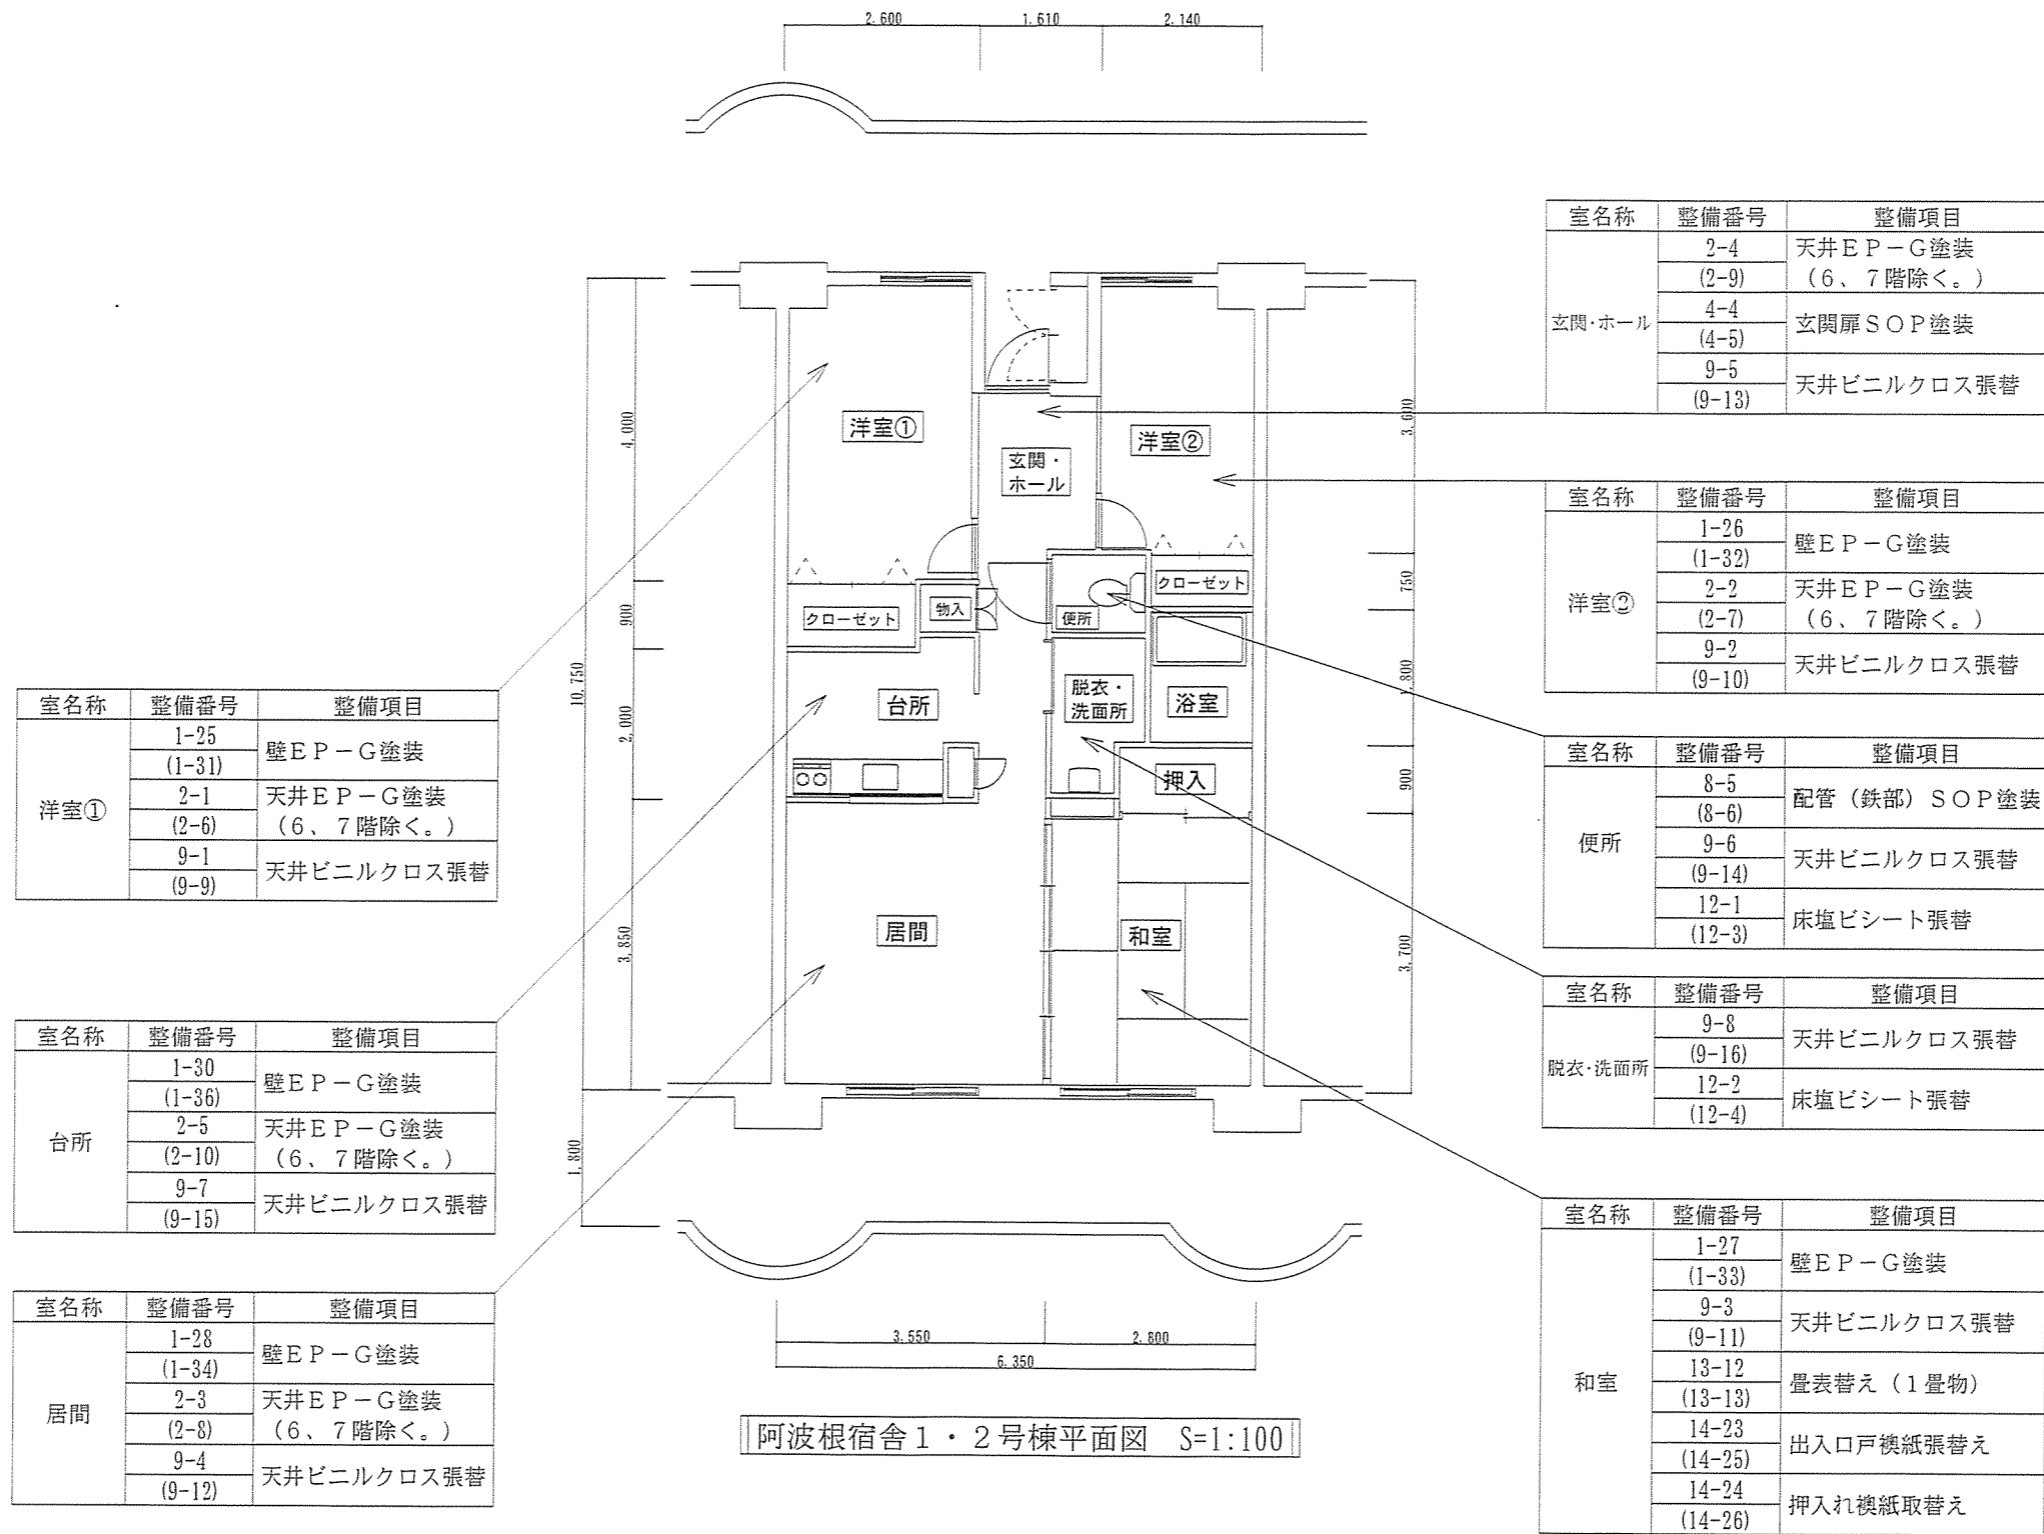 2.600 1.610 2.140
室名称 整備番号 整備項目
玄関・ホール
2-4 天井EP-G塗装
(2-9) (6、7階除く。)
4-4
(4-5) 玄関扉SOP塗装
9-5
(9-13) 天井ビニルクロス張替
室名称 整備番号 整備項目
洋室②
1-26
(1-32) 壁EP-G塗装
2-2 天井EP-G塗装
(2-7) (6、7階除く。)
9-2
(9-10) 天井ビニルクロス張替
室名称 整備番号 整備項目
便所
8-5
(8-6) 配管(鉄部)SOP塗装
9-6
(9-14) 天井ビニルクロス張替
12-1
(12-3) 床塩ビシート張替
室名称 整備番号 整備項目
脱衣・洗面所
9-8
(9-16) 天井ビニルクロス張替
12-2
(12-4) 床塩ビシート張替
室名称 整備番号 整備項目
和室
1-27
(1-33) 壁EP-G塗装
9-3
(9-11) 天井ビニルクロス張替
13-12
(13-13) 畳表替え(1畳物)
14-23
(14-25) 出入口戸襖紙張替え
14-24
(14-26) 押入れ襖紙取替え
室名称 整備番号 整備項目
洋室①
1-25
(1-31) 壁EP-G塗装
2-1 天井EP-G塗装
(2-6) (6、7階除く。)
9-1
(9-9) 天井ビニルクロス張替
室名称 整備番号 整備項目
台所
1-30
(1-36) 壁EP-G塗装
2-5 天井EP-G塗装
(2-10) (6、7階除く。)
9-7
(9-15) 天井ビニルクロス張替
室名称 整備番号 整備項目
居間
1-28
(1-34) 壁EP-G塗装
2-3 天井EP-G塗装
(2-8) (6、7階除く。)
9-4
(9-12) 天井ビニルクロス張替
洋室①
玄関・
ホール
洋室②
クローゼット
物入
便所
クローゼット
台所
脱衣・
洗面所
浴室
押入
居間
和室
10,750
1,800
4,000
900
2,000
3,850
3,600
750
1,800
900
3,700
3.550 2.800
6.350
阿波根宿舎1・2号棟平面図 S=1:100